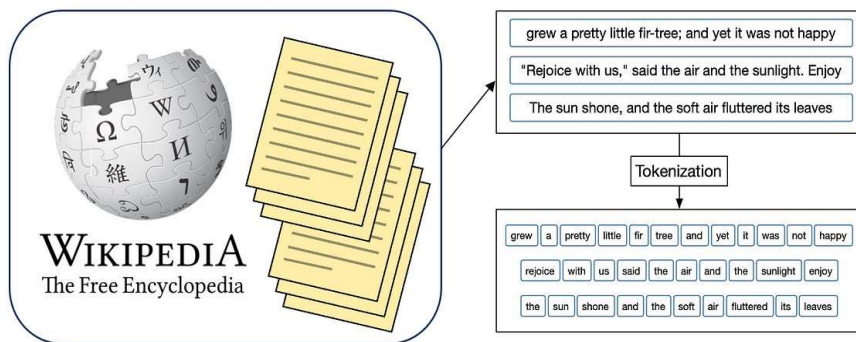 Ω
W
ウィ
維
И
WIKIPEDIA
The Free Encyclopedia
grew a pretty little fir-tree; and yet it was not happy
"Rejoice with us," said the air and the sunlight. Enjoy
The sun shone, and the soft air fluttered its leaves
Tokenization
grew a pretty little fir tree and yet it was not happy
rejoice with us said the air and the sunlight enjoy
the sun shone and the soft air fluttered its leaves